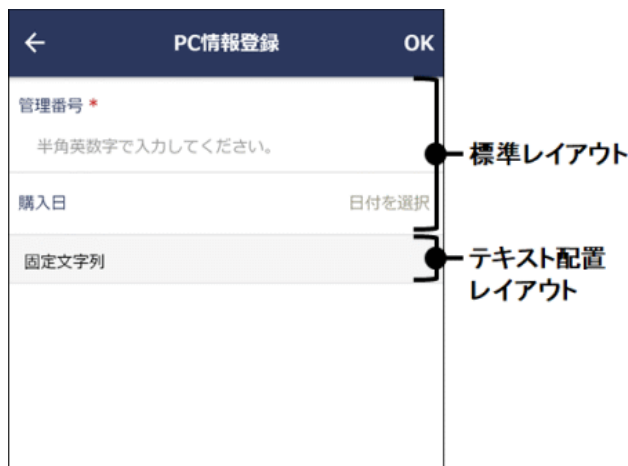 ← PC情報登録 OK
管理番号 *
半角英数字で入力してください。
標準レイアウト
購入日 日付を選択
固定文字列
テキスト配置
レイアウト